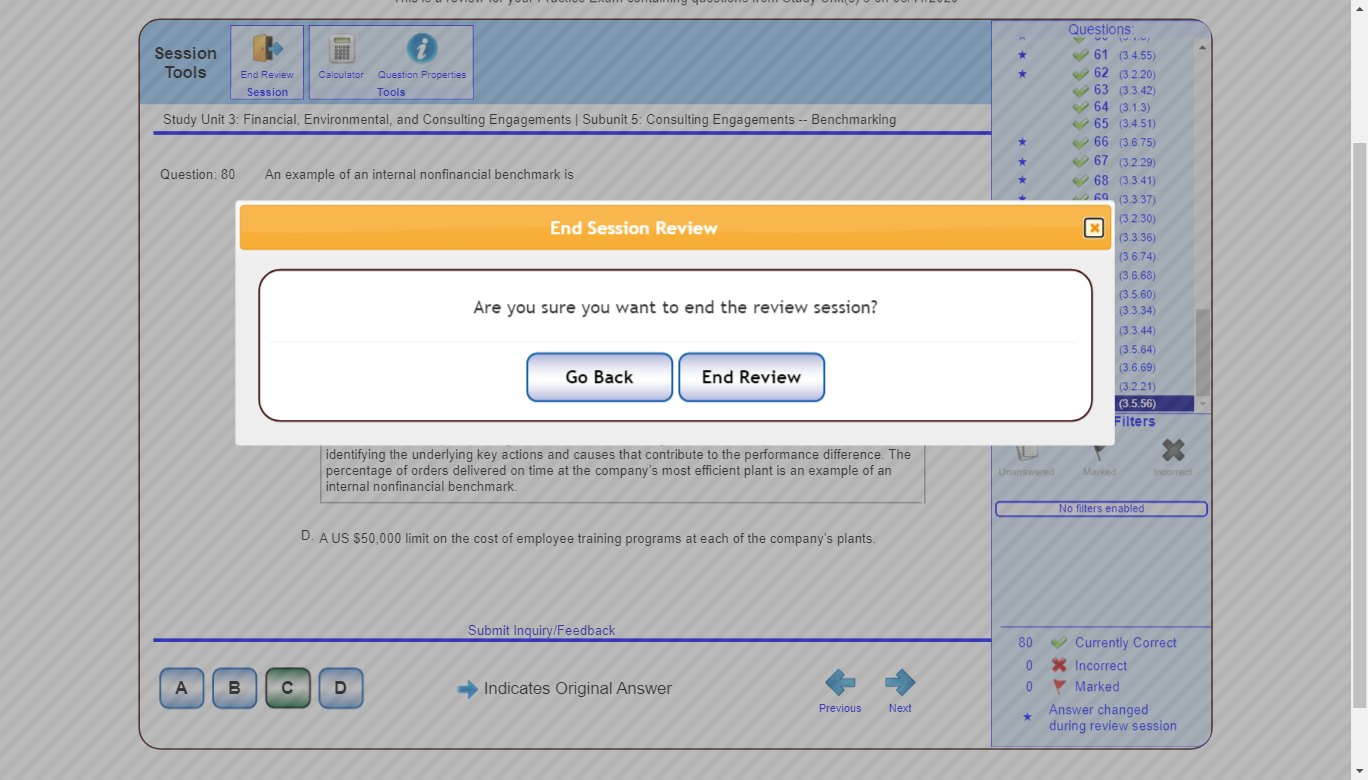 Session Tools
End Review
Session
Calculator
Question Properties
Tools
Study Unit 3: Financial, Environmental, and Consulting Engagements | Subunit 5: Consulting Engagements -- Benchmarking
Question: 80 An example of an internal nonfinancial benchmark is
End Session Review
Are you sure you want to end the review session?
Go Back
End Review
identifying the underlying key actions and causes that contribute to the performance difference. The
percentage of orders delivered on time at the company's most efficient plant is an example of an
internal nonfinancial benchmark.
D. A US $50,000 limit on the cost of employee training programs at each of the company's plants.
Submit Inquiry/Feedback
A B C D
Indicates Original Answer
Previous
Next
Questions:
61 (3.4.55)
62 (3.2.20)
63 (3.3.42)
64 (3.1.3)
65 (3.4.51)
66 (3.6.75)
67 (3.2.29)
68 (3.3.41)
69 (3.3.37)
(3.2.30)
(3.3.36)
(3.6.74)
(3.6.68)
(3.5.60)
(3.3.34)
(3.3.44)
(3.5.64)
(3.6.69)
(3.2.21)
(3.5.56)
Filters
Unanswered
Marked
Incorrect
No filters enabled
80 Currently Correct
0 Incorrect
0 Marked
Answer changed
during review session